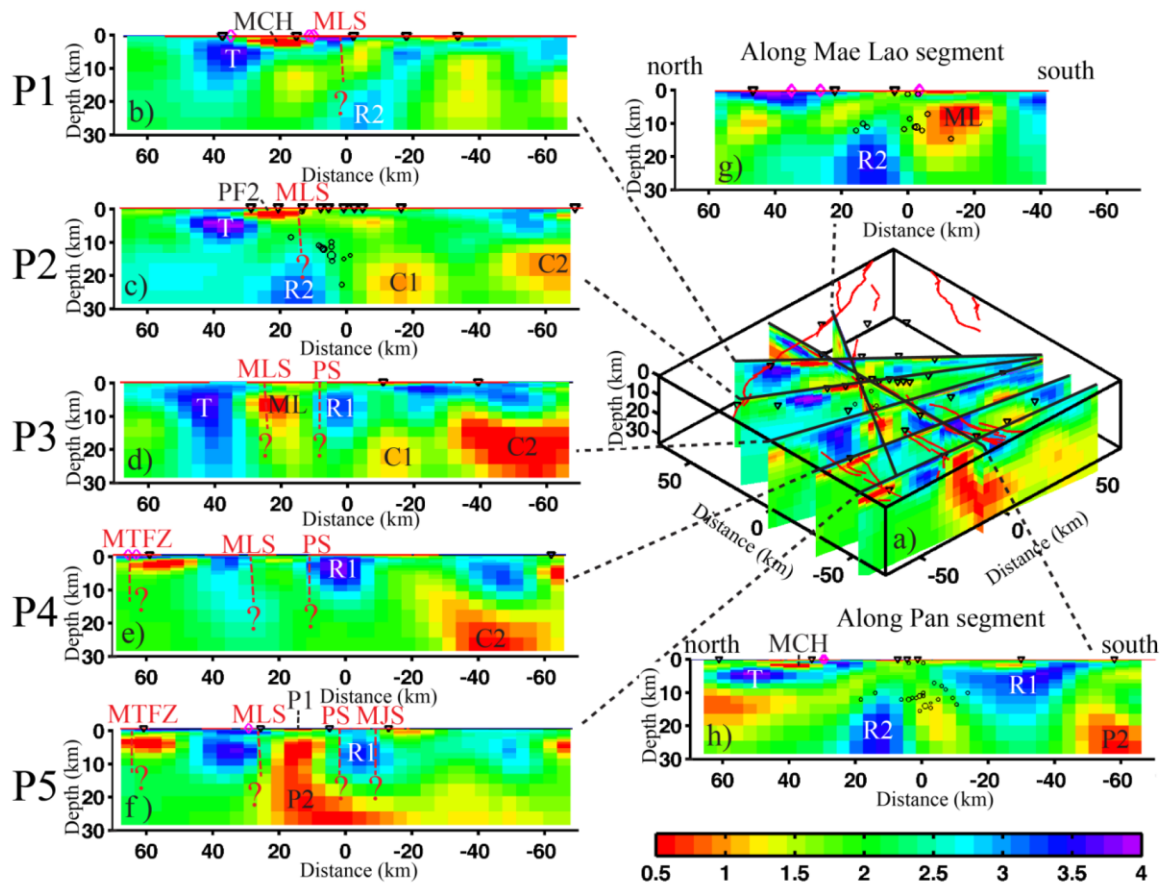 P1
MCH MLS
Depth (km)
0
10
20
30
T
?
R2
b)
60 40 20 0 -20 -40 -60
Distance (km)
P2
PF2 MLS
Depth (km)
0
10
20
30
T
?
R2
C1
C2
c)
60 40 20 0 -20 -40 -60
Distance (km)
P3
MLS PS
Depth (km)
0
10
20
30
T
ML
R1
? ?
C1
C2
d)
60 40 20 0 -20 -40 -60
Distance (km)
P4
MTFZ MLS PS
Depth (km)
0
10
20
30
R1
? ? ?
C2
e)
60 40 20 0 -20 -40 -60
Distance (km)
P5
P1
MTFZ MLS PS MJS
Depth (km)
0
10
20
30
R1
? ? ? ?
P2
f)
60 40 20 0 -20 -40 -60
Distance (km)
Along Mae Lao segment
north south
Depth (km)
0
10
20
30
ML
R2
g)
60 40 20 0 -20 -40 -60
Distance (km)
Depth (km)
0
10
20
30
50
0
-50
Distance (km)
-50
0
50
Distance (km)
a)
Along Pan segment
north MCH south
Depth (km)
0
10
20
30
T
R1
R2
P2
h)
60 40 20 0 -20 -40 -60
Distance (km)
0.5 1 1.5 2 2.5 3 3.5 4